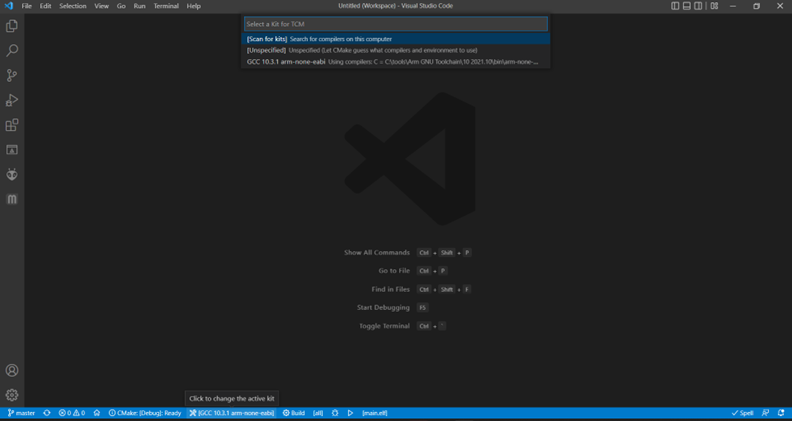 File Edit Selection View Go Run Terminal Help
Untitled (Workspace) - Visual Studio Code
Select a Kit for TCM
[Scan for kits] Search for compilers on this computer
[Unspecified] Unspecified (Let CMake guess what compilers and environment to use)
GCC 10.3.1 arm-none-eabi Using compilers: C = C:\tools\Arm GNU Toolchain\10 2021.10\bin\arm-none-...
Show All Commands Ctrl + Shift + P
Go to File Ctrl + P
Find in Files Ctrl + Shift + F
Start Debugging F5
Toggle Terminal Ctrl + `
Click to change the active kit
master 0 0 CMake: [Debug]: Ready [GCC 10.3.1 arm-none-eabi] Build [all] [main.elf] Spell